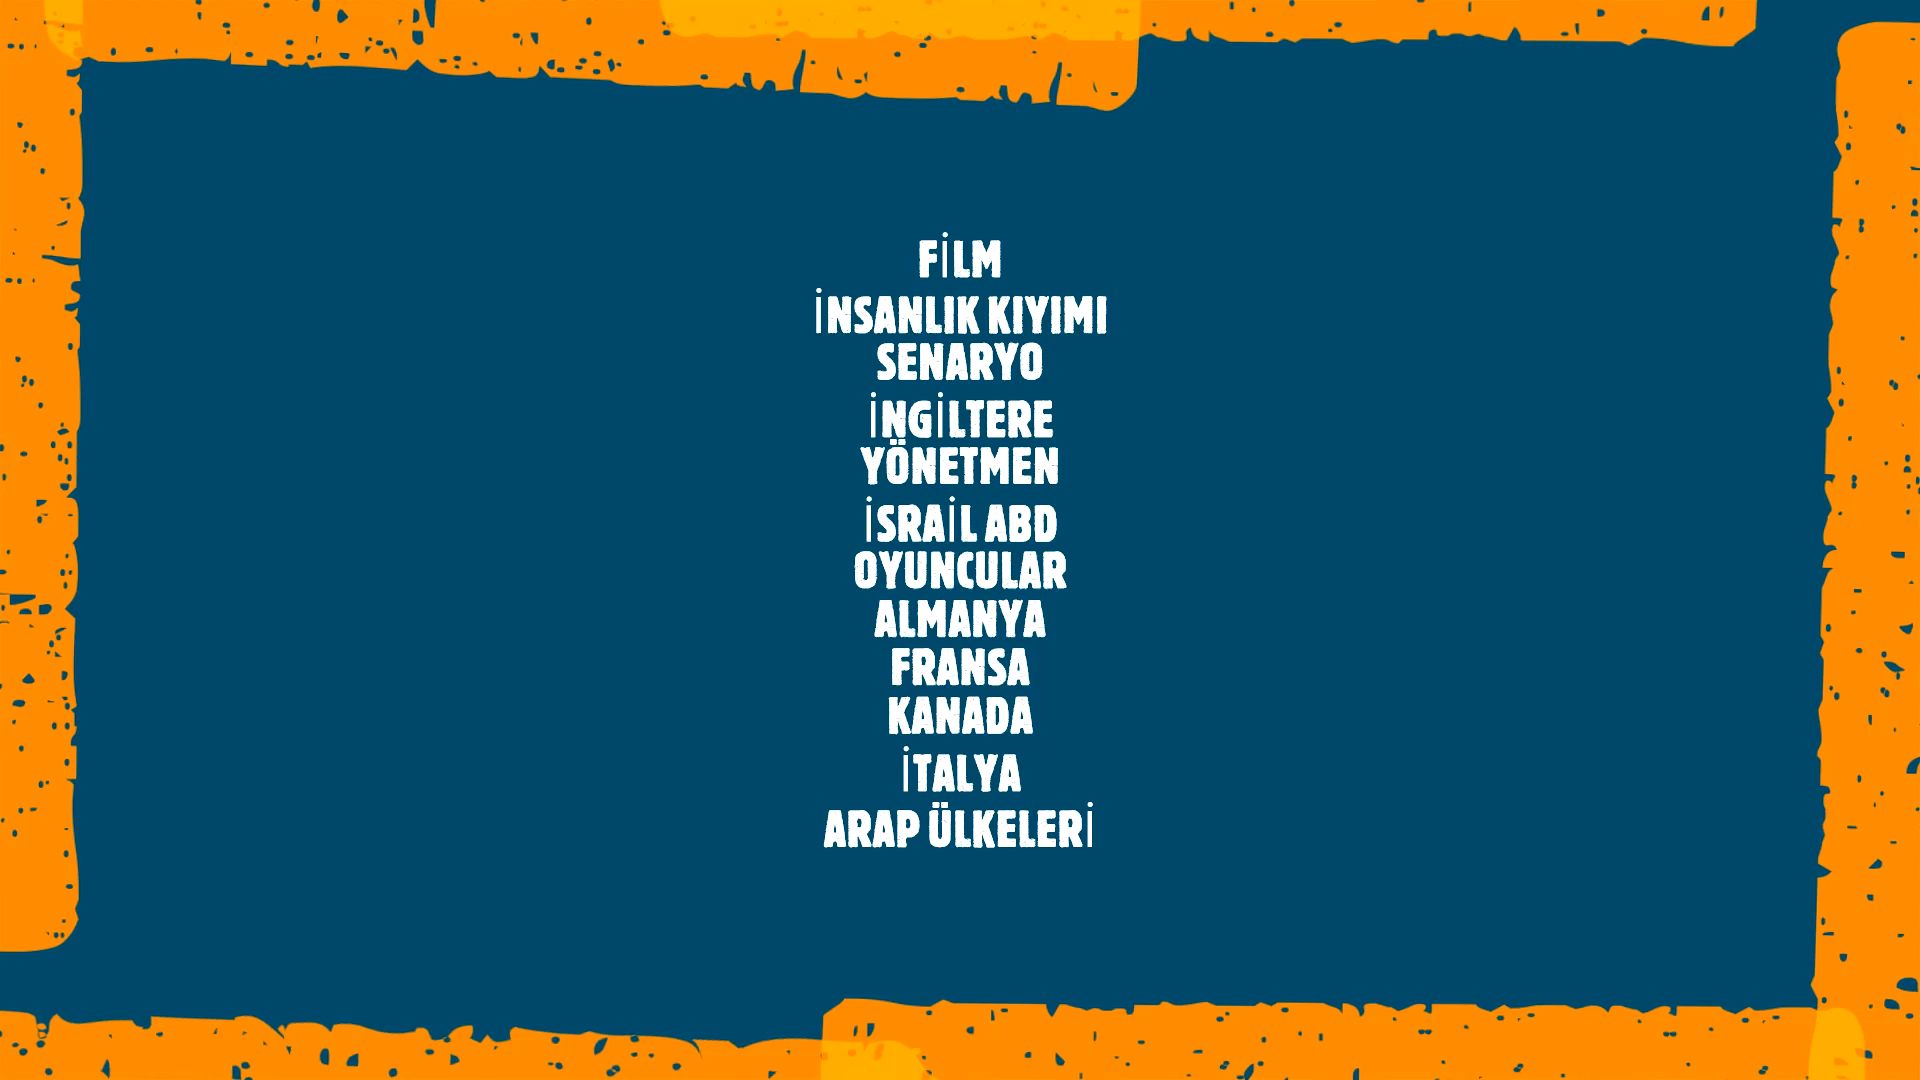 FİLM
İNSANLIK KIYIMI
SENARYO
İNGİLTERE
YÖNETMEN
İSRAİL ABD
OYUNCULAR
ALMANYA
FRANSA
KANADA
İTALYA
ARAP ÜLKELERİ